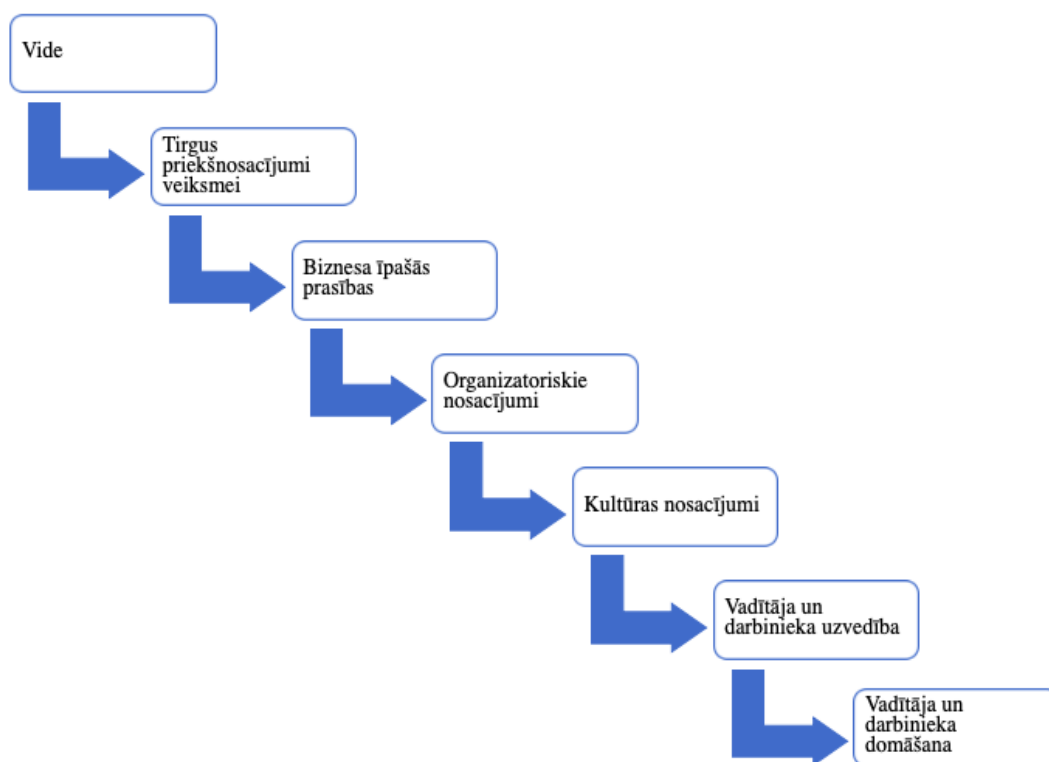 Vide
Tirgus
priekšnosacījumi
veiksmei
Biznesa īpašās
prasības
Organizatoriskie
nosacījumi
Kultūras nosacījumi
Vadītāja un
darbinieka uzvedība
Vadītāja un
darbinieka
domāšana